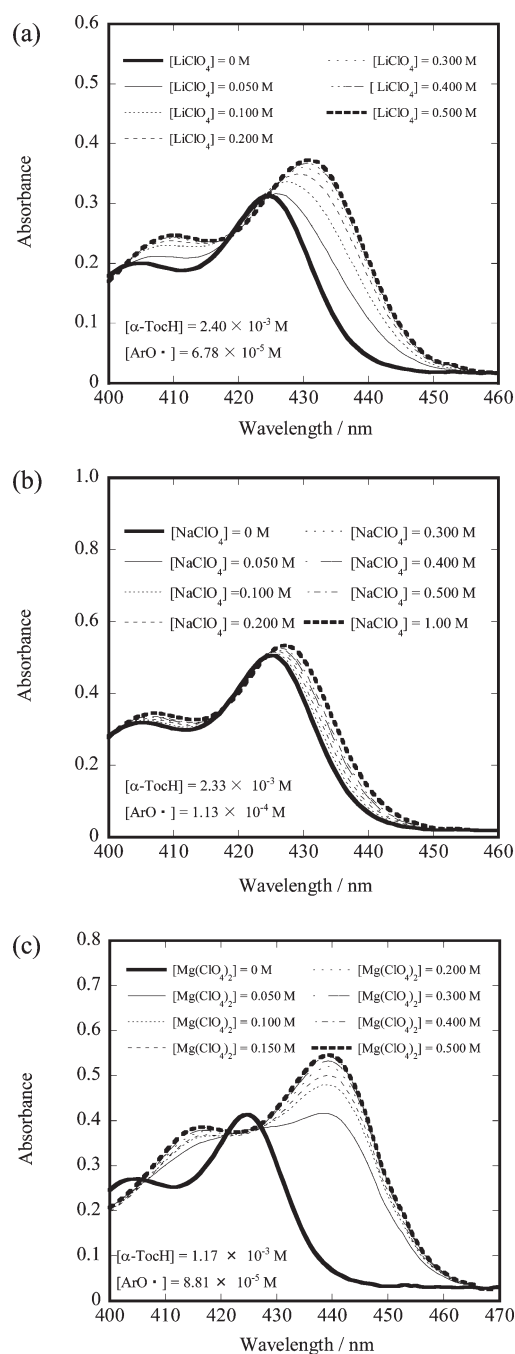 (a)
0.6
0.5
0.4
0.3
0.2
0.1
0
Absorbance
[LiClO4] = 0 M
[LiClO4] = 0.050 M
[LiClO4] = 0.100 M
[LiClO4] = 0.200 M
[LiClO4] = 0.300 M
[ LiClO4] = 0.400 M
[LiClO4] = 0.500 M
[α-TocH] = 2.40 × 10-3 M
[ArO・] = 6.78 × 10-5 M
400 410 420 430 440 450 460
Wavelength / nm
(b)
1.0
0.8
0.6
0.4
0.2
0
Absorbance
[NaClO4] = 0 M
[NaClO4] = 0.050 M
[NaClO4] =0.100 M
[NaClO4] = 0.200 M
[NaClO4] = 0.300 M
[NaClO4] = 0.400 M
[NaClO4] = 0.500 M
[NaClO4] = 1.00 M
[α-TocH] = 2.33 × 10-3 M
[ArO・] = 1.13 × 10-4 M
400 410 420 430 440 450 460
Wavelength / nm
(c)
0.8
0.7
0.6
0.5
0.4
0.3
0.2
0.1
0
Absorbance
[Mg(ClO4)2] = 0 M
[Mg(ClO4)2] = 0.050 M
[Mg(ClO4)2] = 0.100 M
[Mg(ClO4)2] = 0.150 M
[Mg(ClO4)2] = 0.200 M
[Mg(ClO4)2] = 0.300 M
[Mg(ClO4)2] = 0.400 M
[Mg(ClO4)2] = 0.500 M
[α-TocH] = 1.17 × 10-3 M
[ArO・] = 8.81 × 10-5 M
400 410 420 430 440 450 460 470
Wavelength / nm